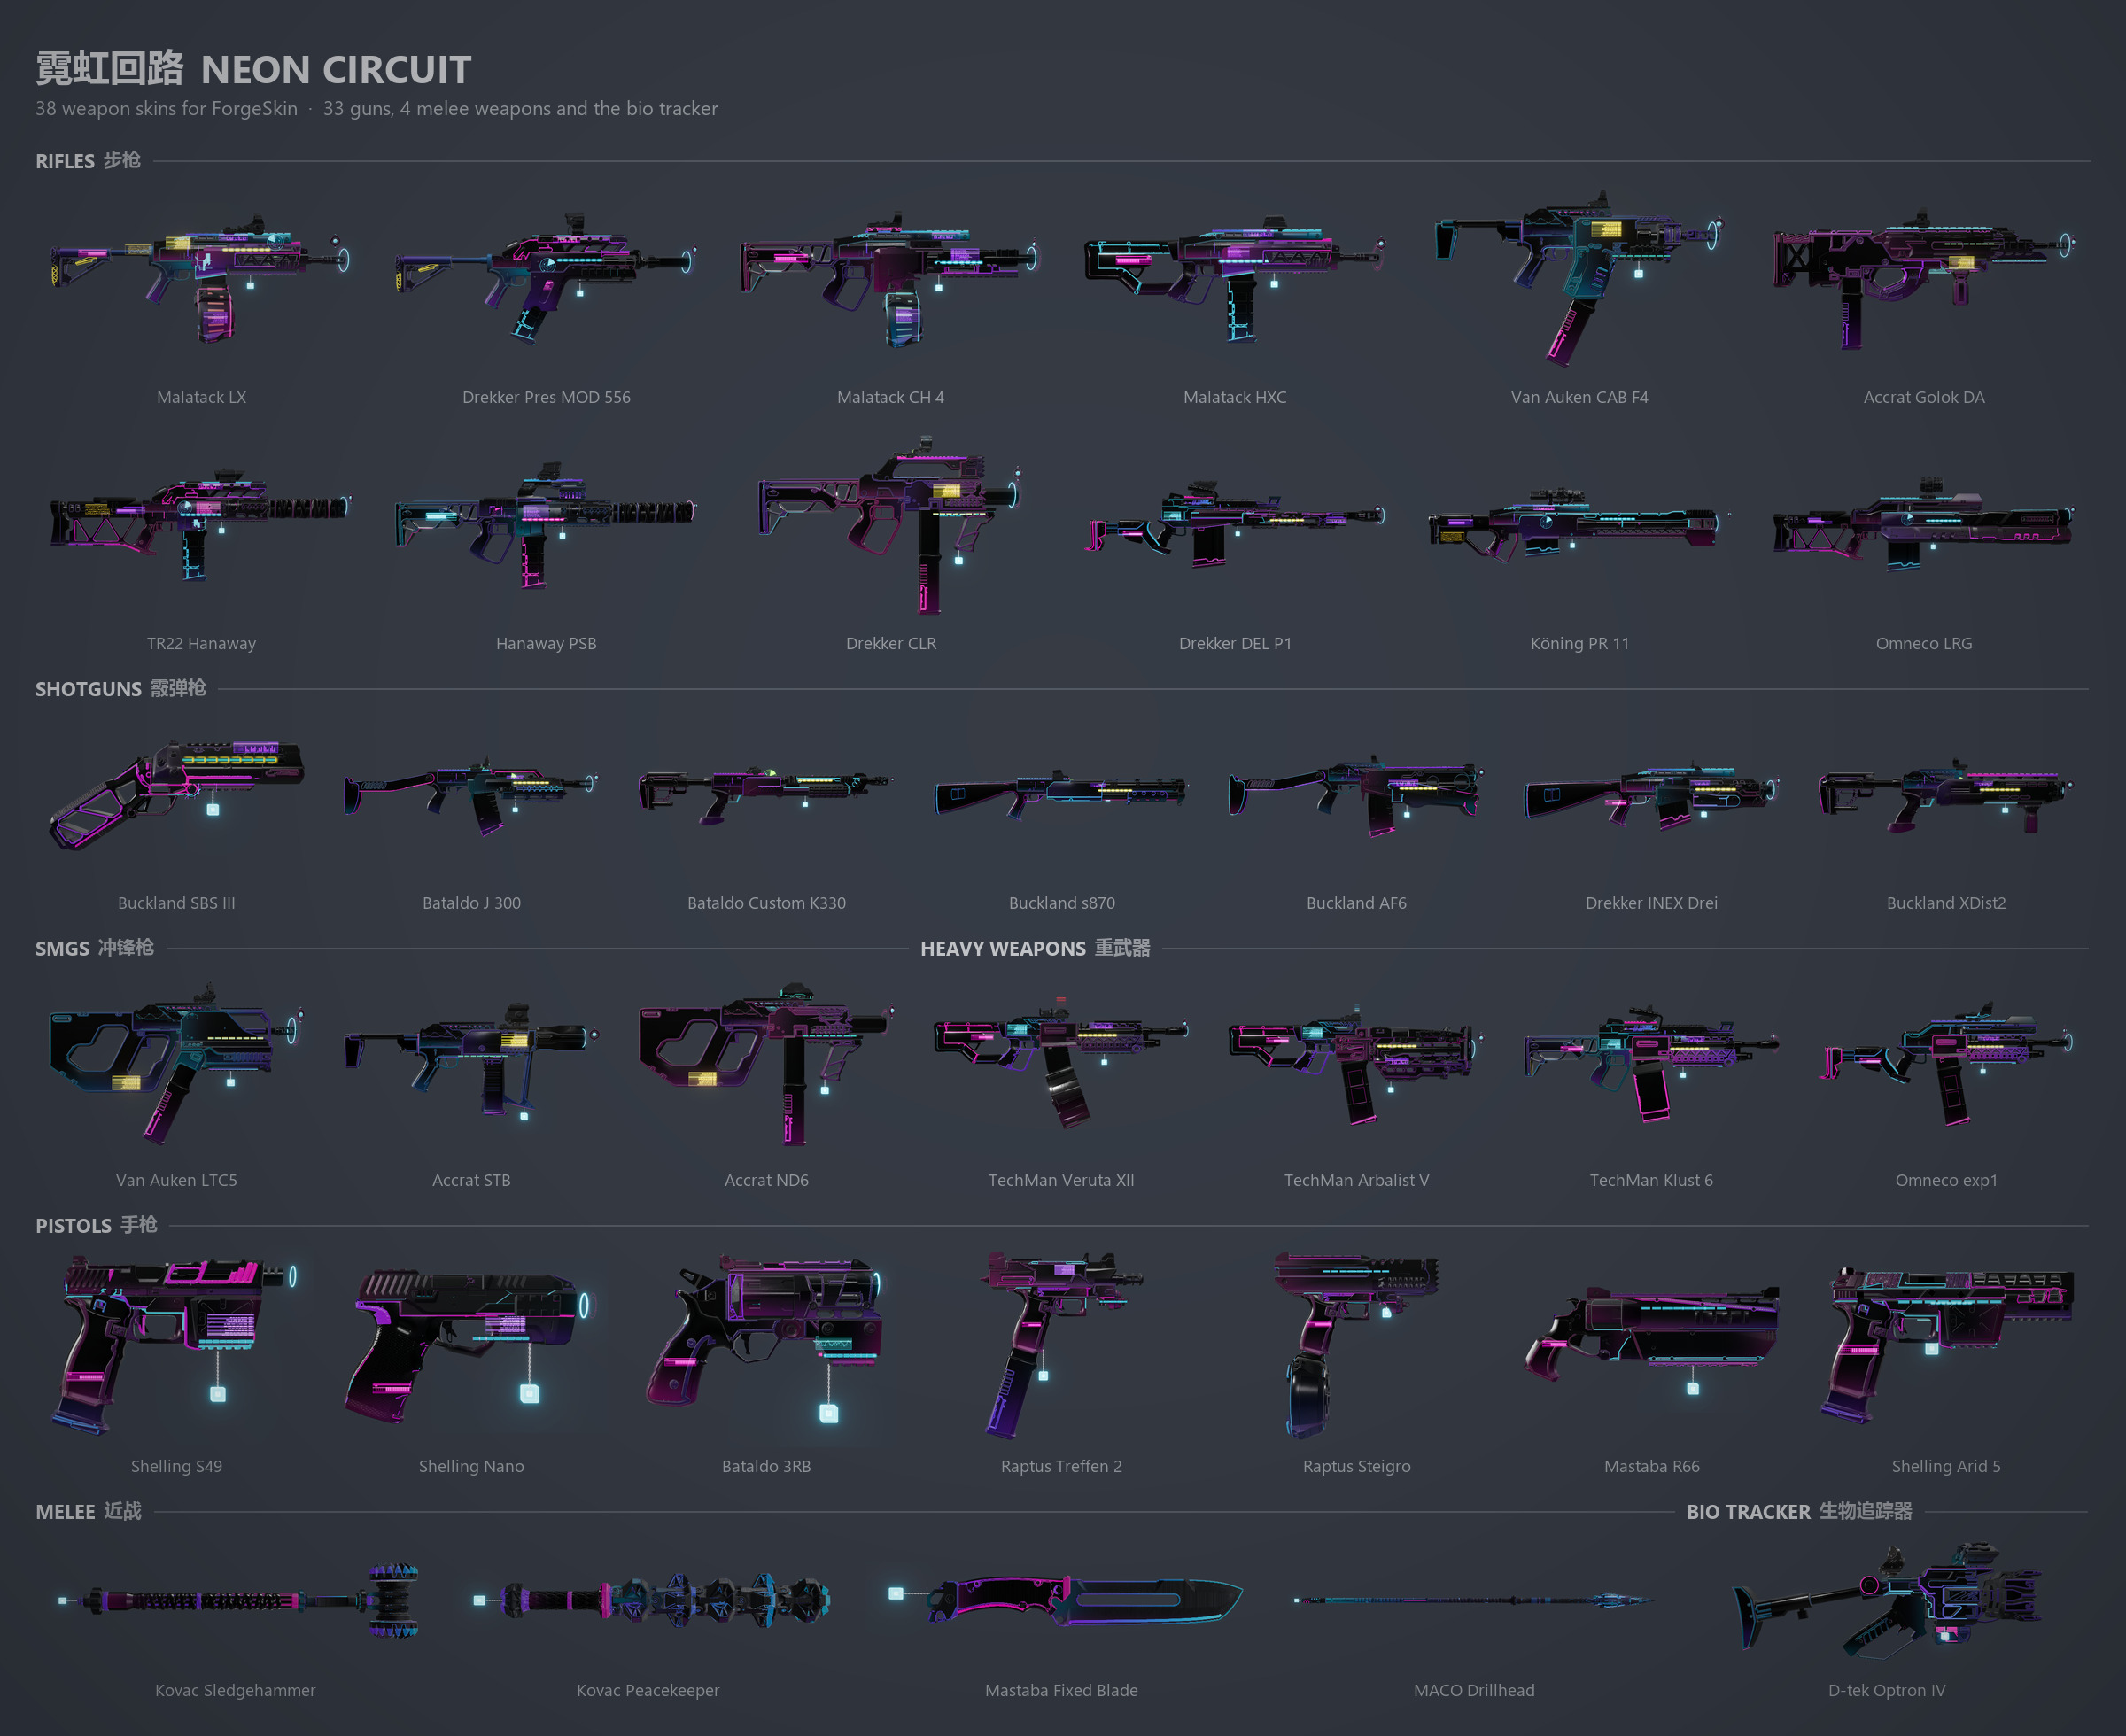 霓虹回路 NEON CIRCUIT
38 weapon skins for ForgeSkin · 33 guns, 4 melee weapons and the bio tracker
RIFLES 步枪
Malatack LX
Drekker Pres MOD 556
Malatack CH 4
Malatack HXC
Van Auken CAB F4
Accrat Golok DA
TR22 Hanaway
Hanaway PSB
Drekker CLR
Drekker DEL P1
Köning PR 11
Omneco LRG
SHOTGUNS 霰弹枪
Buckland SBS III
Bataldo J 300
Bataldo Custom K330
Buckland s870
Buckland AF6
Drekker INEX Drei
Buckland XDist2
SMGS 冲锋枪
HEAVY WEAPONS 重武器
Van Auken LTC5
Accrat STB
Accrat ND6
TechMan Veruta XII
TechMan Arbalist V
TechMan Klust 6
Omneco exp1
PISTOLS 手枪
Shelling S49
Shelling Nano
Bataldo 3RB
Raptus Treffen 2
Raptus Steigro
Mastaba R66
Shelling Arid 5
MELEE 近战
BIO TRACKER 生物追踪器
Kovac Sledgehammer
Kovac Peacekeeper
Mastaba Fixed Blade
MACO Drillhead
D-tek Optron IV